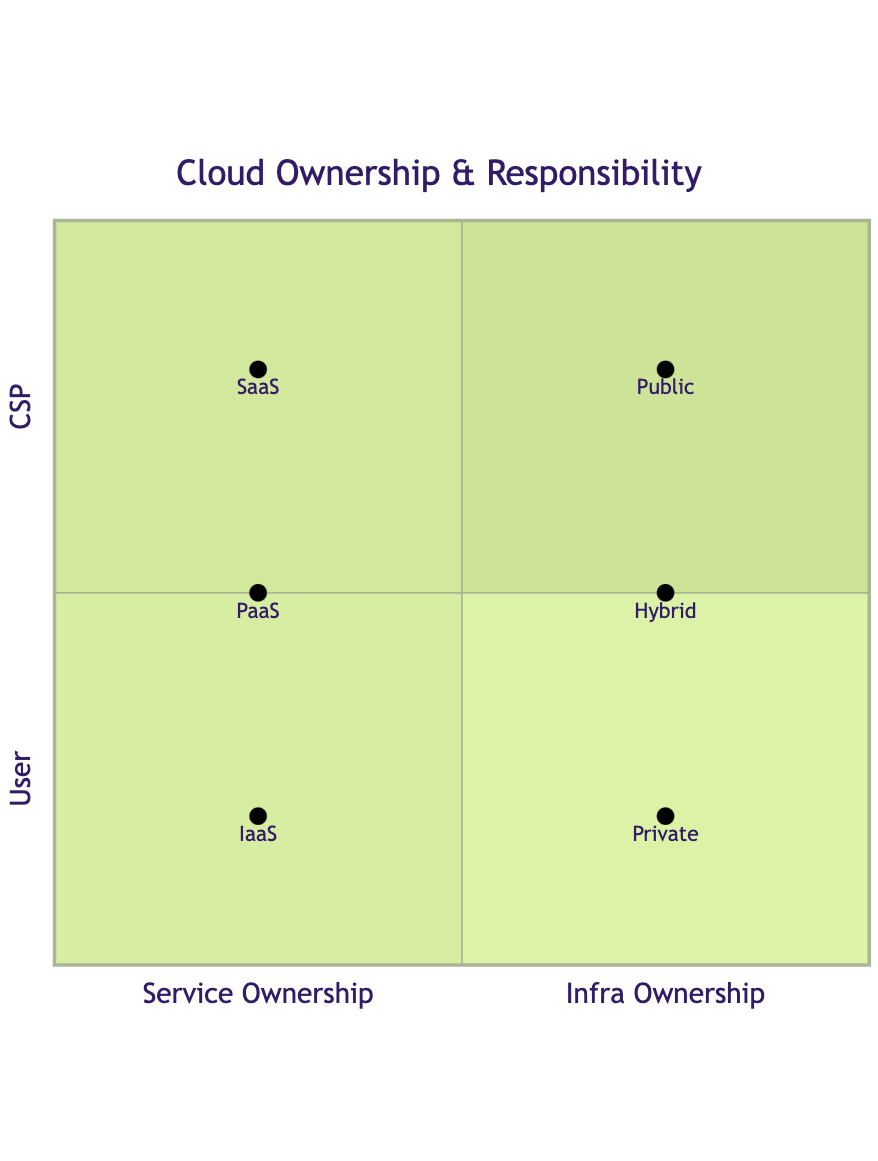 Cloud Ownership & Responsibility
CSP
SaaS
Public
PaaS
Hybrid
User
IaaS
Private
Service Ownership
Infra Ownership